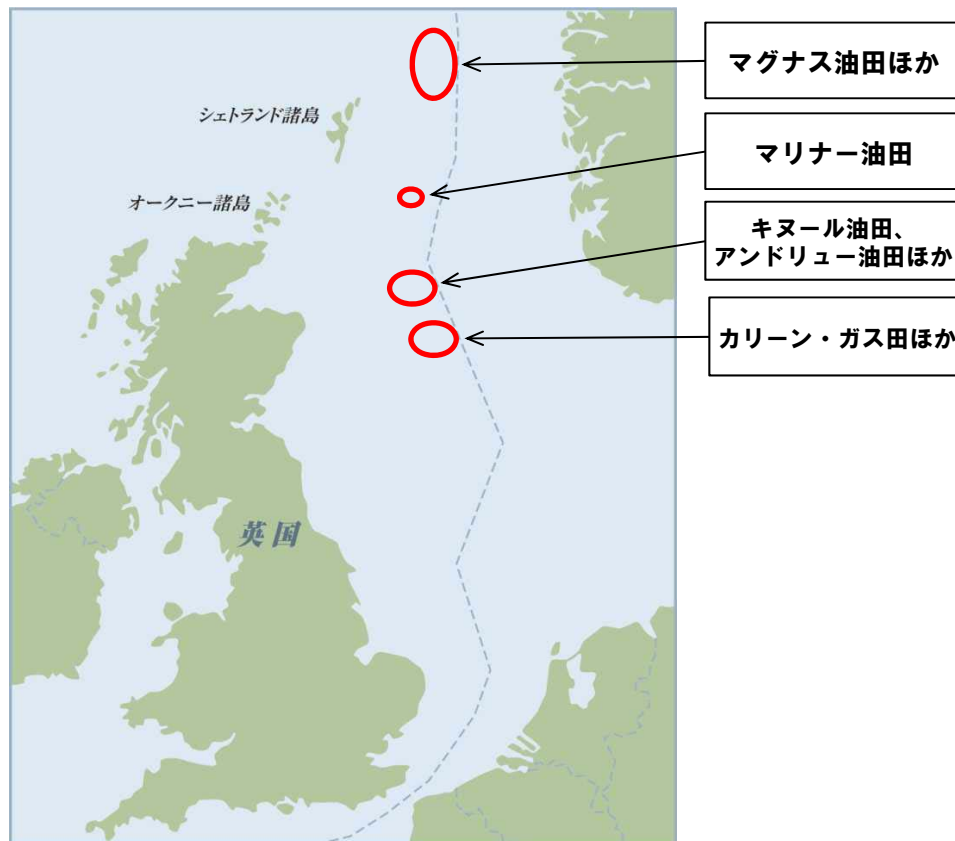 マグナス油田ほか
シェトランド諸島
マリナー油田
オークニー諸島
キヌール油田、
アンドリュー油田ほか
カリーン・ガス田ほか
英国